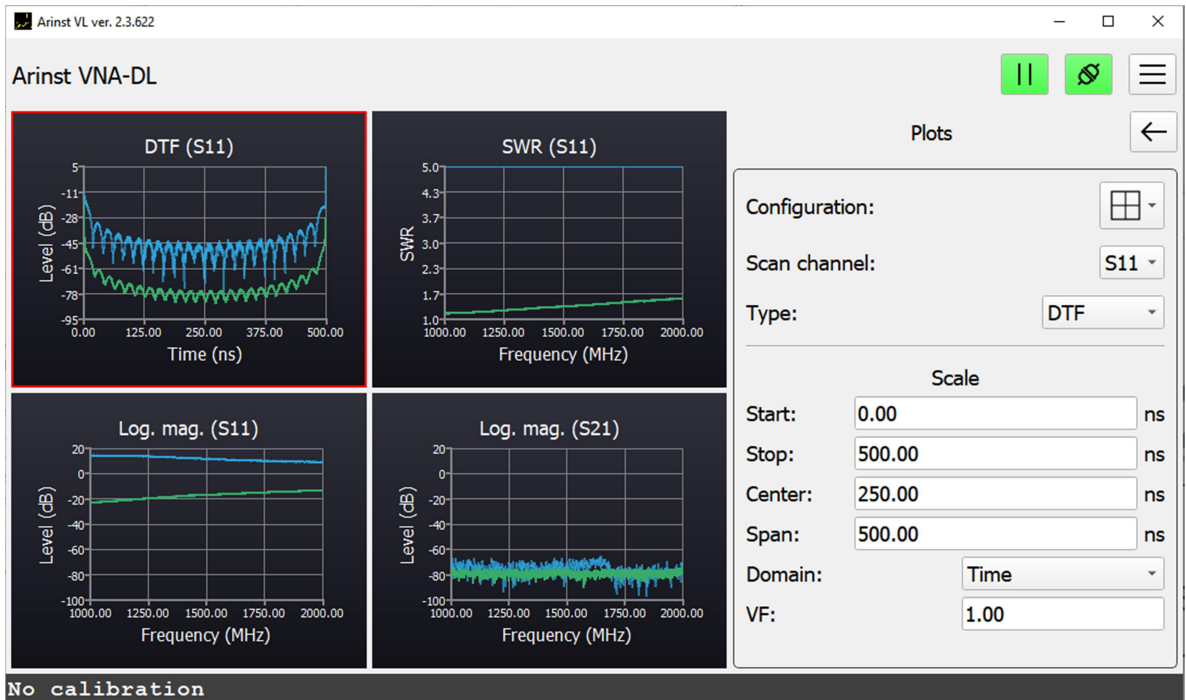 Arinst VL ver. 2.3.622
Arinst VNA-DL
DTF (S11)
Level (dB)
5
-11
-28
-45
-61
-78
-95
0.00 125.00 250.00 375.00 500.00
Time (ns)
SWR (S11)
SWR
5.0
4.3
3.7
3.0
2.3
1.7
1.0
1000.00 1250.00 1500.00 1750.00 2000.00
Frequency (MHz)
Log. mag. (S11)
Level (dB)
20
0
-20
-40
-60
-80
-100
1000.00 1250.00 1500.00 1750.00 2000.00
Frequency (MHz)
Log. mag. (S21)
Level (dB)
20
0
-20
-40
-60
-80
-100
1000.00 1250.00 1500.00 1750.00 2000.00
Frequency (MHz)
Plots
Configuration:
Scan channel: S11
Type: DTF
Scale
Start: 0.00 ns
Stop: 500.00 ns
Center: 250.00 ns
Span: 500.00 ns
Domain: Time
VF: 1.00
No calibration